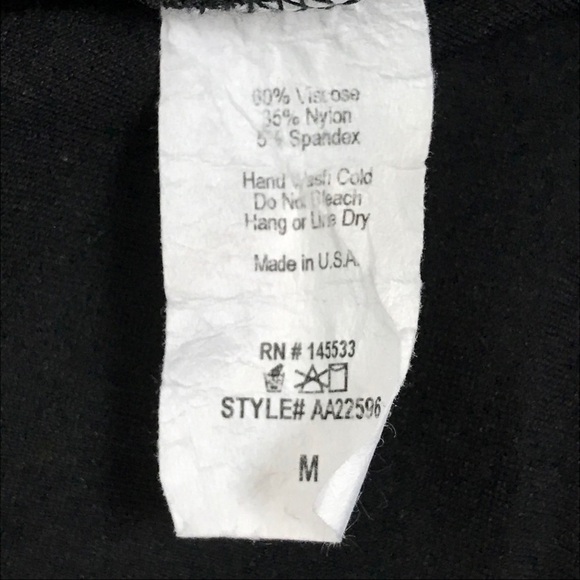 60% Viscose
35% Nylon
5% Spandex
Hand Wash Cold
Do Not Bleach
Hang or Line Dry
Made in U.S.A.
RN # 145533
STYLE# AA22596
M